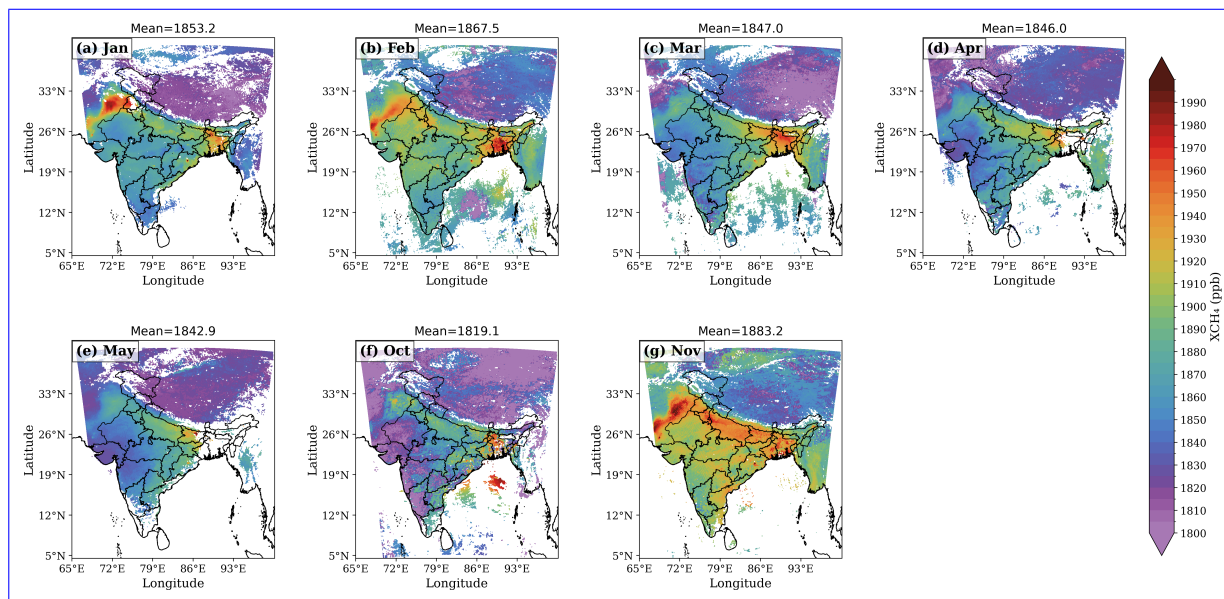 Mean=1853.2
(a) Jan
33°N
26°N
19°N
12°N
5°N
Latitude
65°E 72°E 79°E 86°E 93°E
Longitude
Mean=1867.5
(b) Feb
33°N
26°N
19°N
12°N
5°N
Latitude
65°E 72°E 79°E 86°E 93°E
Longitude
Mean=1847.0
(c) Mar
33°N
26°N
19°N
12°N
5°N
Latitude
65°E 72°E 79°E 86°E 93°E
Longitude
Mean=1846.0
(d) Apr
33°N
26°N
19°N
12°N
5°N
Latitude
65°E 72°E 79°E 86°E 93°E
Longitude
Mean=1842.9
(e) May
33°N
26°N
19°N
12°N
5°N
Latitude
65°E 72°E 79°E 86°E 93°E
Longitude
Mean=1819.1
(f) Oct
33°N
26°N
19°N
12°N
5°N
Latitude
65°E 72°E 79°E 86°E 93°E
Longitude
Mean=1883.2
(g) Nov
33°N
26°N
19°N
12°N
5°N
Latitude
65°E 72°E 79°E 86°E 93°E
Longitude
1990
1980
1970
1960
1950
1940
1930
1920
1910
1900
1890
1880
1870
1860
1850
1840
1830
1820
1810
1800
XCH₄ (ppb)